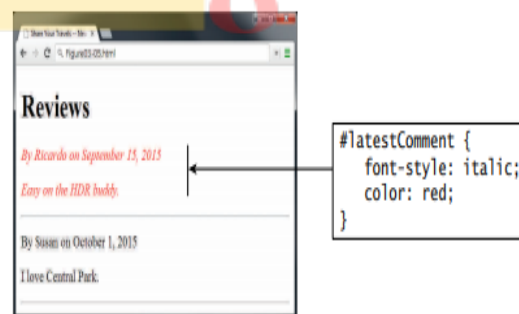 Share Your Travels -- New
figure03-05.html
Reviews
By Ricardo on September 15, 2015
Easy on the HDR buddy.
By Susan on October 1, 2015
I love Central Park.
#latestComment {
font-style: italic;
color: red;
}